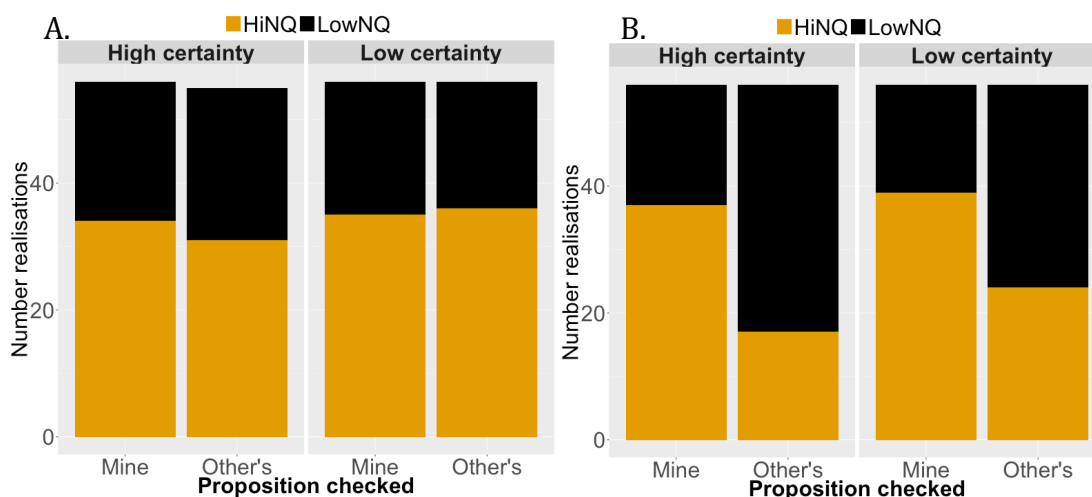 A.
HiNQ LowNQ
High certainty Low certainty
Number realisations
40
20
0
Mine Other's Mine Other's
Proposition checked
B.
HiNQ LowNQ
High certainty Low certainty
Number realisations
40
20
0
Mine Other's Mine Other's
Proposition checked